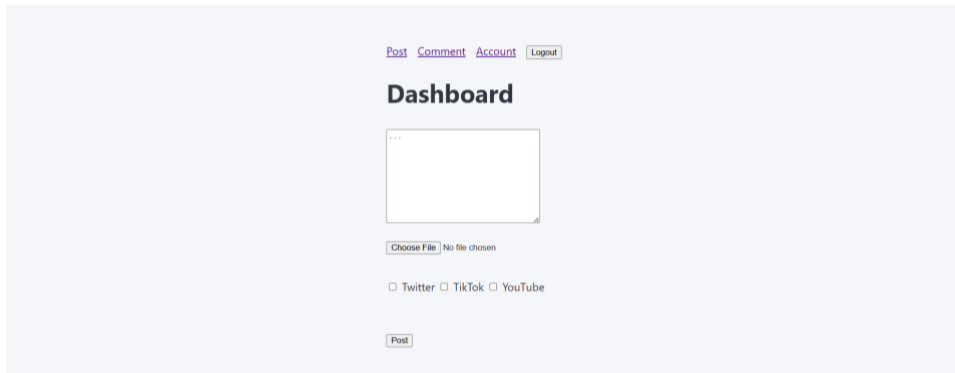 Post Comment Account Logout
Dashboard
...
Choose File No file chosen
Twitter TikTok YouTube
Post